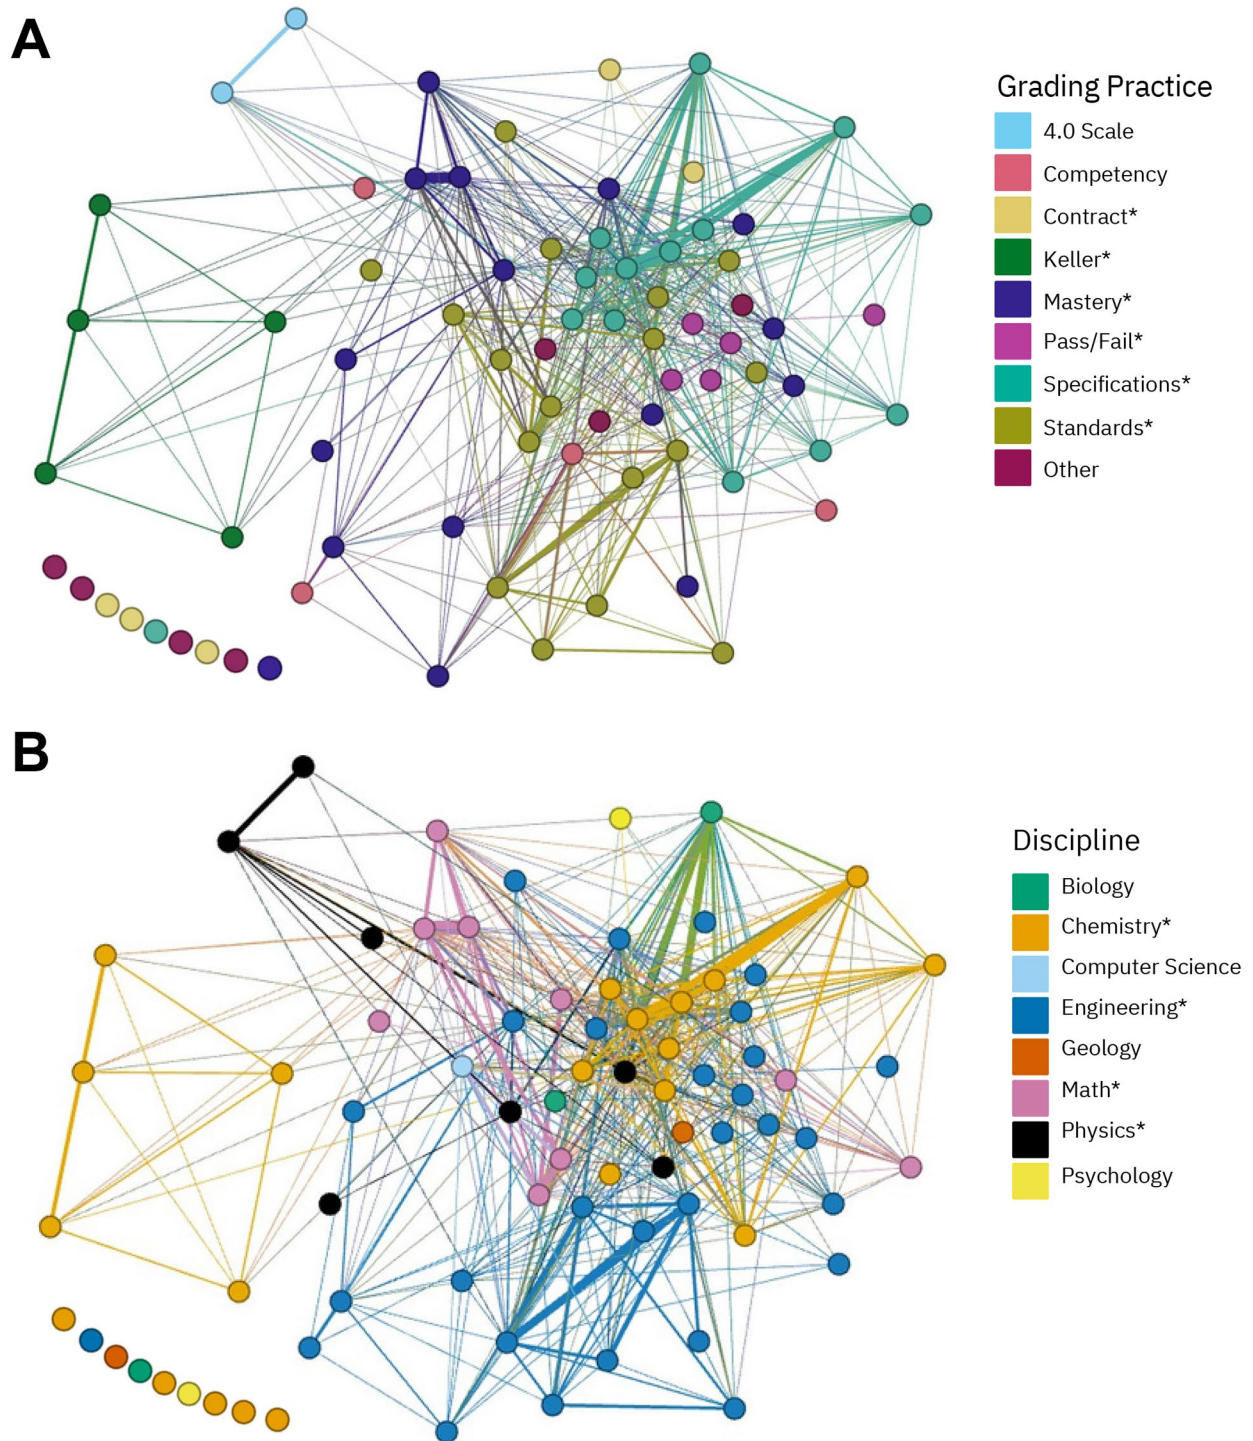 A
Grading Practice
4.0 Scale
Competency
Contract*
Keller*
Mastery*
Pass/Fail*
Specifications*
Standards*
Other
B
Discipline
Biology
Chemistry*
Computer Science
Engineering*
Geology
Math*
Physics*
Psychology